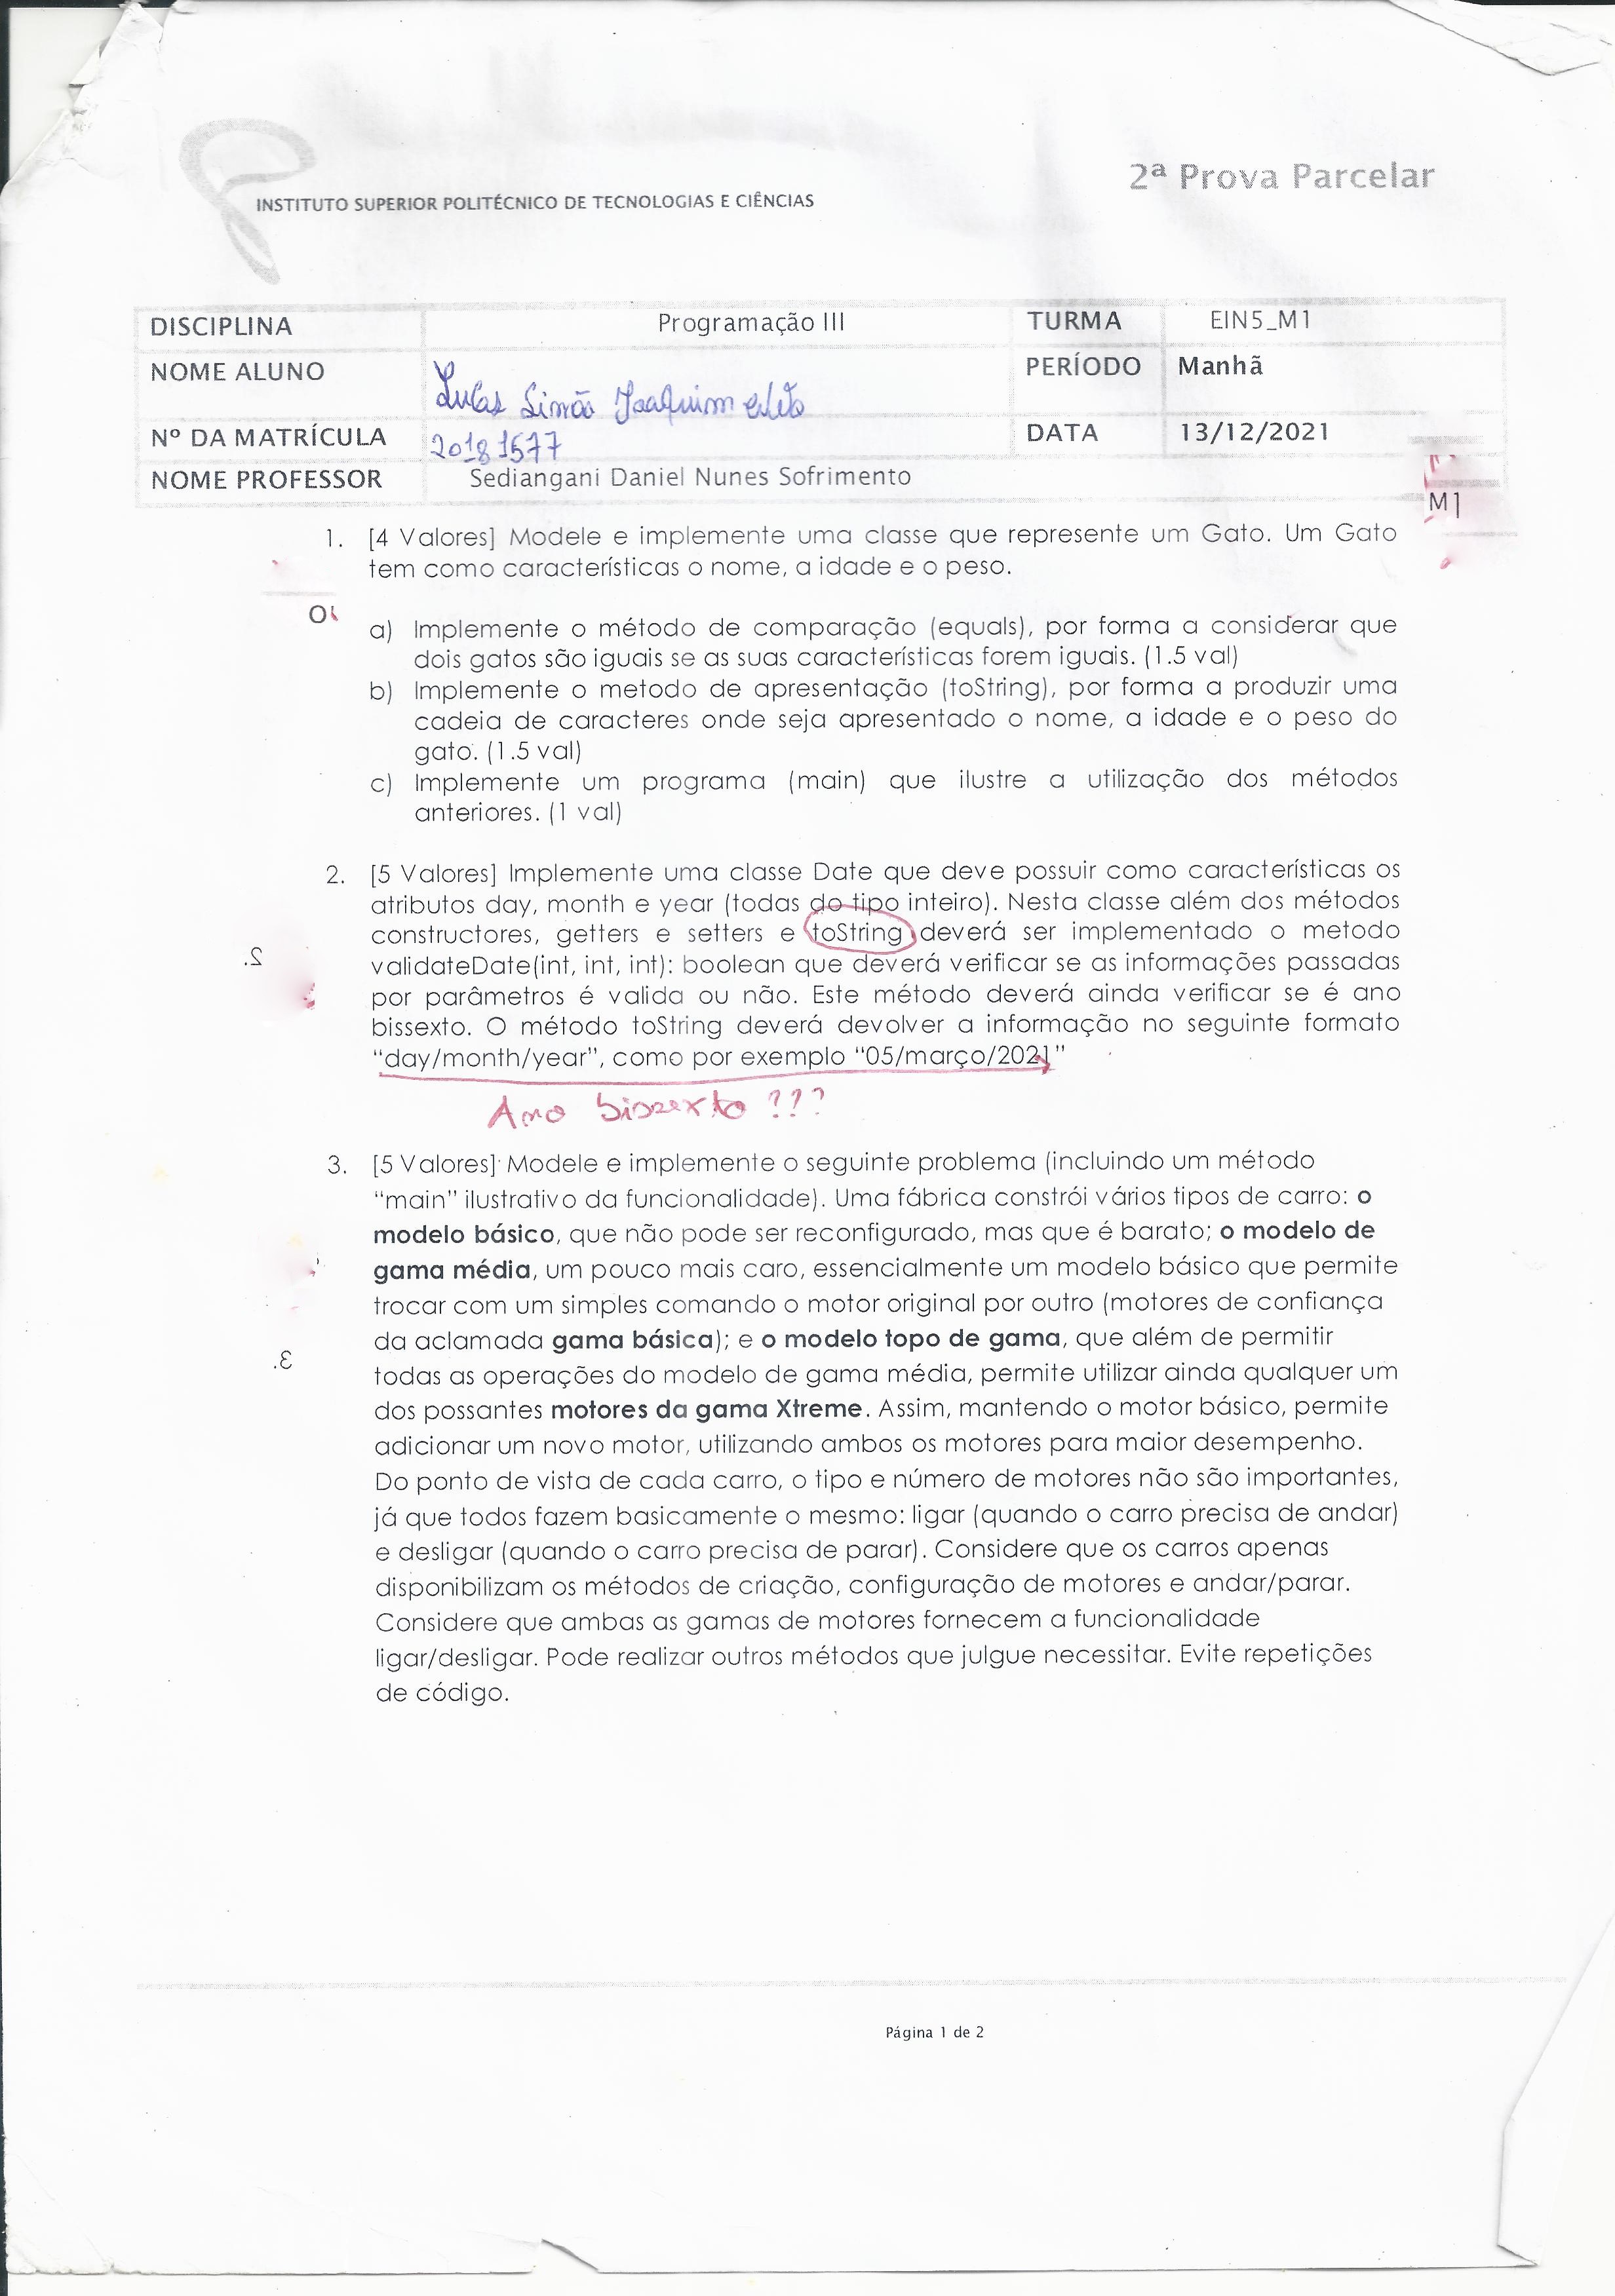 2ª Prova Parcelar
INSTITUTO SUPERIOR POLITÉCNICO DE TECNOLOGIAS E CIÊNCIAS
DISCIPLINA Programação III TURMA EIN5_M1
NOME ALUNO Lucas Simão Joaquim PERÍODO Manhã
Nº DA MATRÍCULA 20181577 DATA 13/12/2021
NOME PROFESSOR Sediangani Daniel Nunes Sofrimento
M1
1. [4 Valores] Modele e implemente uma classe que represente um Gato. Um Gato
tem como características o nome, a idade e o peso.
a) Implemente o método de comparação (equals), por forma a considerar que
dois gatos são iguais se as suas características forem iguais. (1.5 val)
b) Implemente o metodo de apresentação (toString), por forma a produzir uma
cadeia de caracteres onde seja apresentado o nome, a idade e o peso do
gato. (1.5 val)
c) Implemente um programa (main) que ilustre a utilização dos métodos
anteriores. (1 val)
2. [5 Valores] Implemente uma classe Date que deve possuir como características os
atributos day, month e year (todas do tipo inteiro). Nesta classe além dos métodos
constructores, getters e setters e toString deverá ser implementado o metodo
2.
validateDate(int, int, int): boolean que deverá verificar se as informações passadas
por parâmetros é valida ou não. Este método deverá ainda verificar se é ano
bissexto. O método toString deverá devolver a informação no seguinte formato
“day/month/year”, como por exemplo “05/março/2021”
Ano bissexto ???
3. [5 Valores] Modele e implemente o seguinte problema (incluindo um método
“main” ilustrativo da funcionalidade). Uma fábrica constrói vários tipos de carro: o
modelo básico, que não pode ser reconfigurado, mas que é barato; o modelo de
gama média, um pouco mais caro, essencialmente um modelo básico que permite
trocar com um simples comando o motor original por outro (motores de confiança
da aclamada gama básica); e o modelo topo de gama, que além de permitir
3.
todas as operações do modelo de gama média, permite utilizar ainda qualquer um
dos possantes motores da gama Xtreme. Assim, mantendo o motor básico, permite
adicionar um novo motor, utilizando ambos os motores para maior desempenho.
Do ponto de vista de cada carro, o tipo e número de motores não são importantes,
já que todos fazem basicamente o mesmo: ligar (quando o carro precisa de andar)
e desligar (quando o carro precisa de parar). Considere que os carros apenas
disponibilizam os métodos de criação, configuração de motores e andar/parar.
Considere que ambas as gamas de motores fornecem a funcionalidade
ligar/desligar. Pode realizar outros métodos que julgue necessitar. Evite repetições
de código.
Página 1 de 2